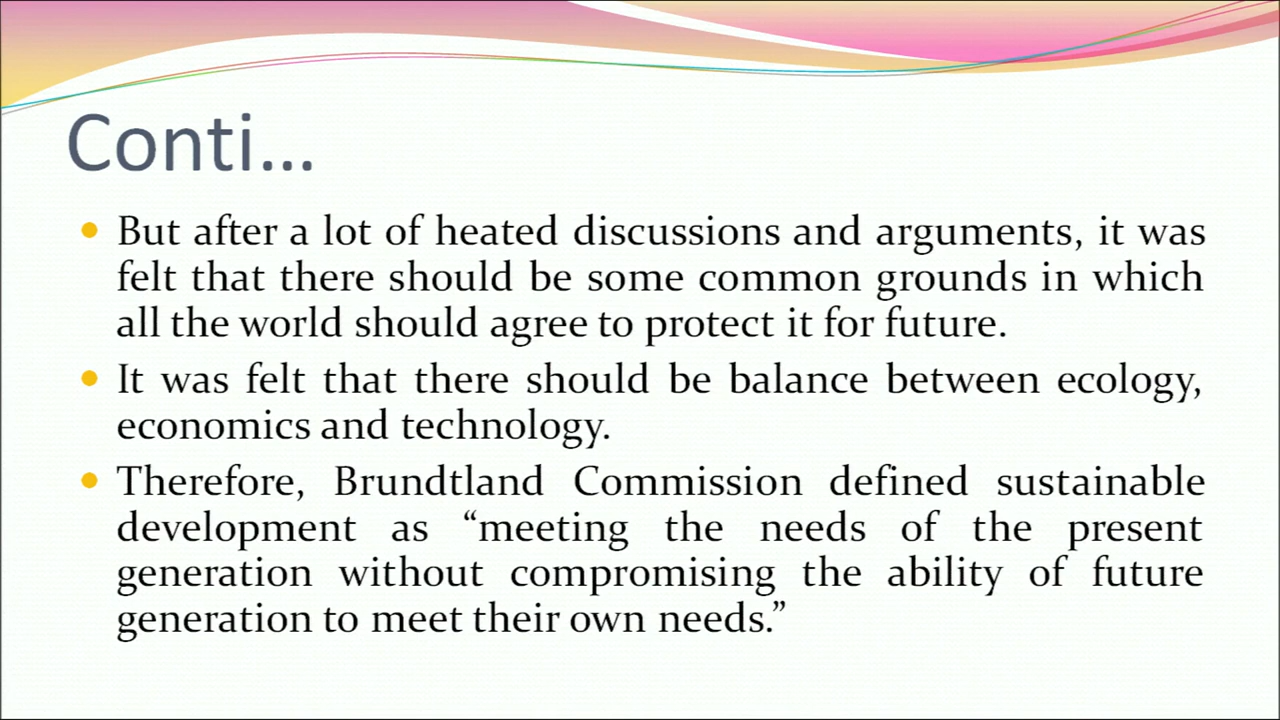 Conti...
But after a lot of heated discussions and arguments, it was
felt that there should be some common grounds in which
all the world should agree to protect it for future.
It was felt that there should be balance between ecology,
economics and technology.
Therefore, Brundtland Commission defined sustainable
development as “meeting the needs of the present
generation without compromising the ability of future
generation to meet their own needs.”